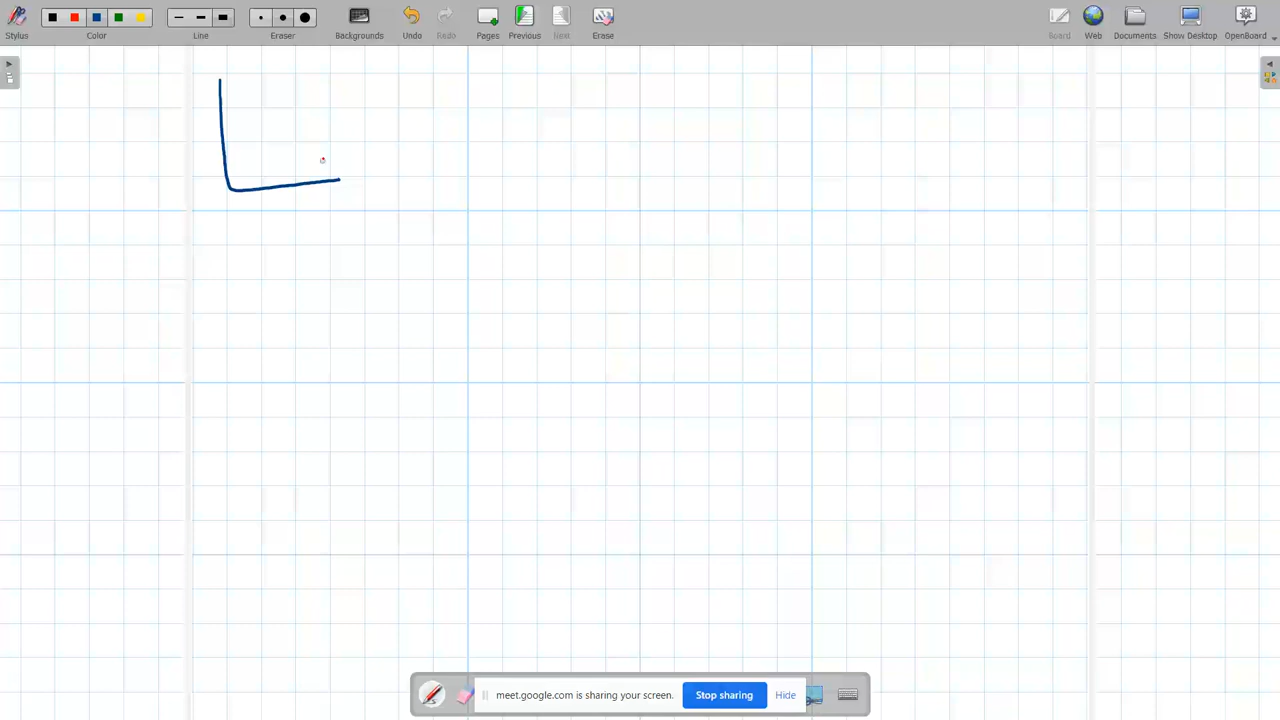 Stylus Color Line Eraser Backgrounds Undo Redo Pages Previous Next Erase Board Web Documents Show Desktop OpenBoard
meet.google.com is sharing your screen. Stop sharing Hide